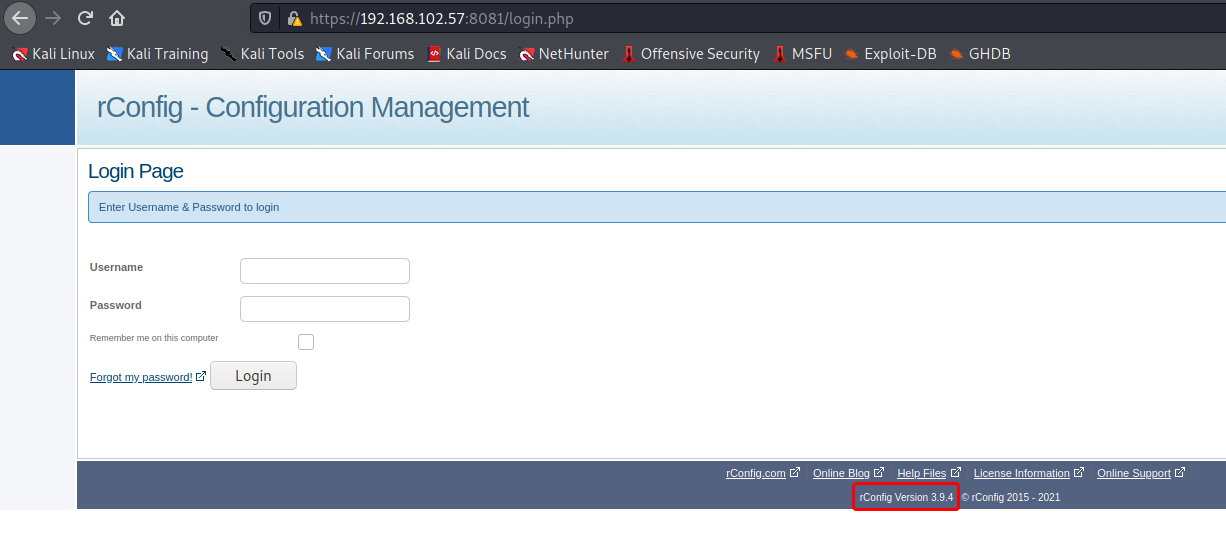 https://192.168.102.57:8081/login.php
Kali Linux Kali Training Kali Tools Kali Forums Kali Docs NetHunter Offensive Security MSFU Exploit-DB GHDB
rConfig - Configuration Management
Login Page
Enter Username & Password to login
Username
Password
Remember me on this computer
Forgot my password! Login
rConfig.com Online Blog Help Files License Information Online Support
rConfig Version 3.9.4 © rConfig 2015 - 2021